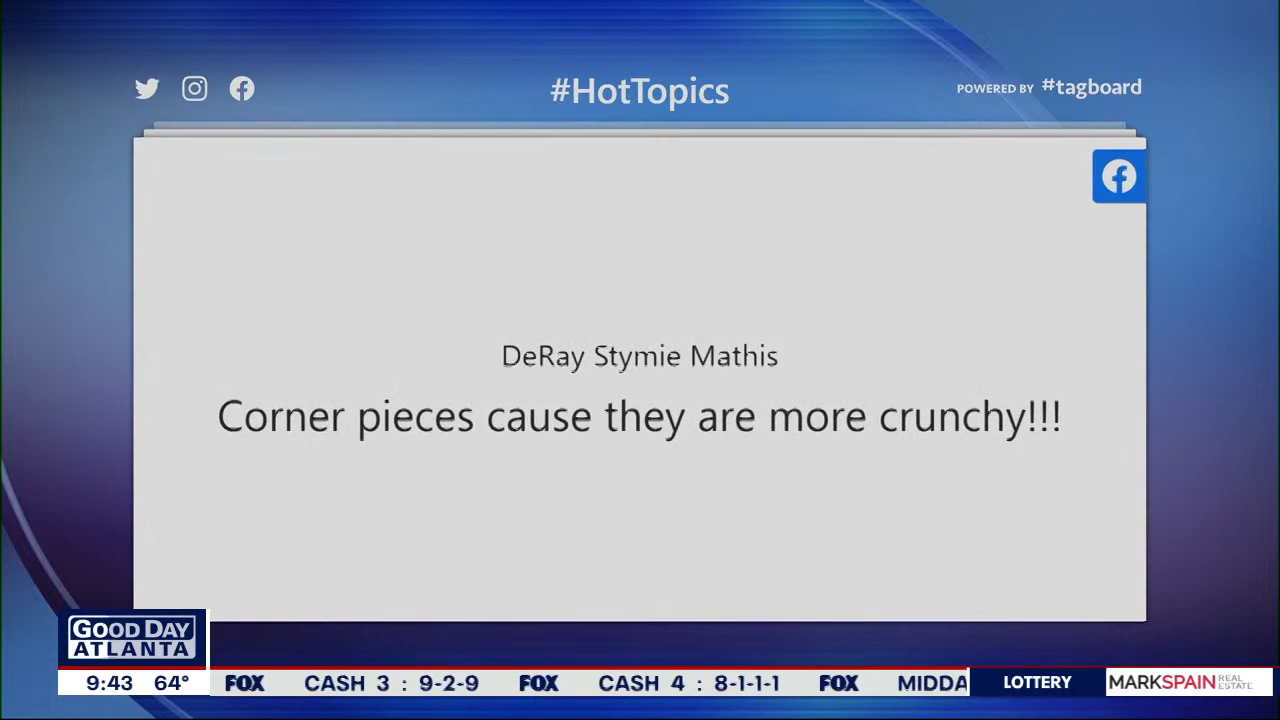 #HotTopics
POWERED BY #tagboard
DeRay Stymie Mathis
Corner pieces cause they are more crunchy!!!
GOOD DAY
ATLANTA
9:43 64°
FOX CASH 3 : 9-2-9 FOX CASH 4 : 8-1-1-1 FOX MIDDA
LOTTERY
MARKSPAIN REAL ESTATE